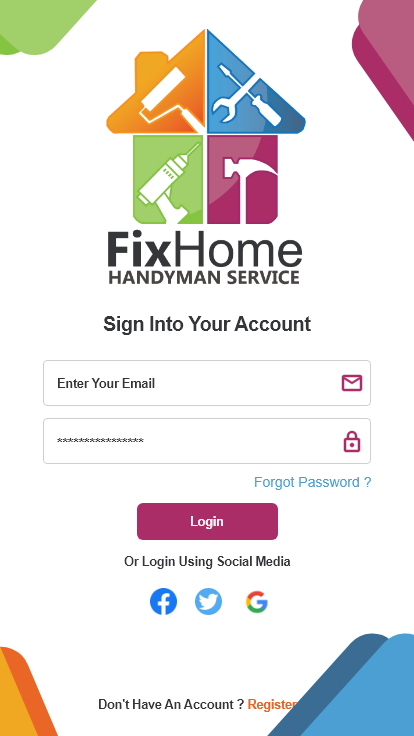 FixHome
HANDYMAN SERVICE
Sign Into Your Account
Enter Your Email
****************
Forgot Password ?
Login
Or Login Using Social Media
Don't Have An Account ? Register